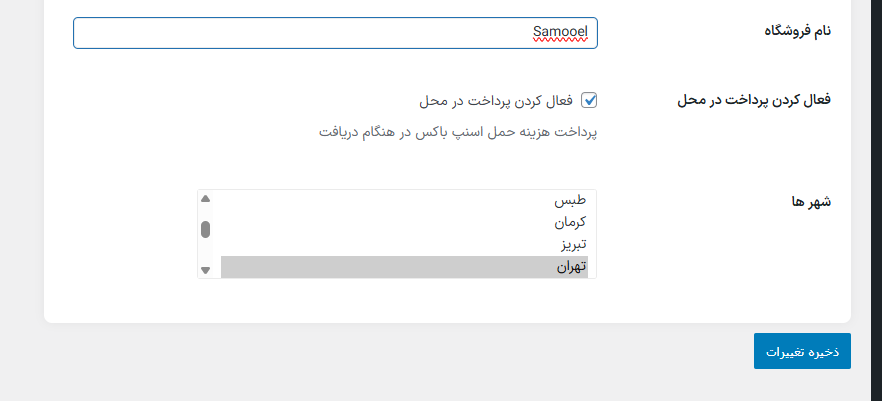 نام فروشگاه
Samooel
فعال کردن پرداخت در محل
فعال کردن پرداخت در محل
پرداخت هزینه حمل اسنپ باکس در هنگام دریافت
شهر ها
طبس
کرمان
تبریز
تهران
ذخیره تغییرات